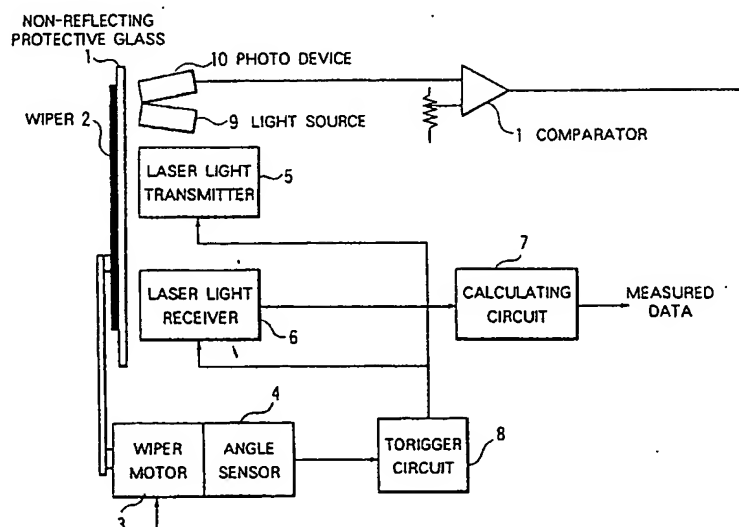 NON-REFLECTING
PROTECTIVE GLASS
1
10 PHOTO DEVICE
WIPER 2
9 LIGHT SOURCE
1 COMPARATOR
LASER LIGHT
TRANSMITTER
5
7
LASER LIGHT
RECEIVER
6
CALCULATING
CIRCUIT
MEASURED
DATA
4
WIPER
MOTOR
ANGLE
SENSOR
TORIGGER
CIRCUIT
8
3